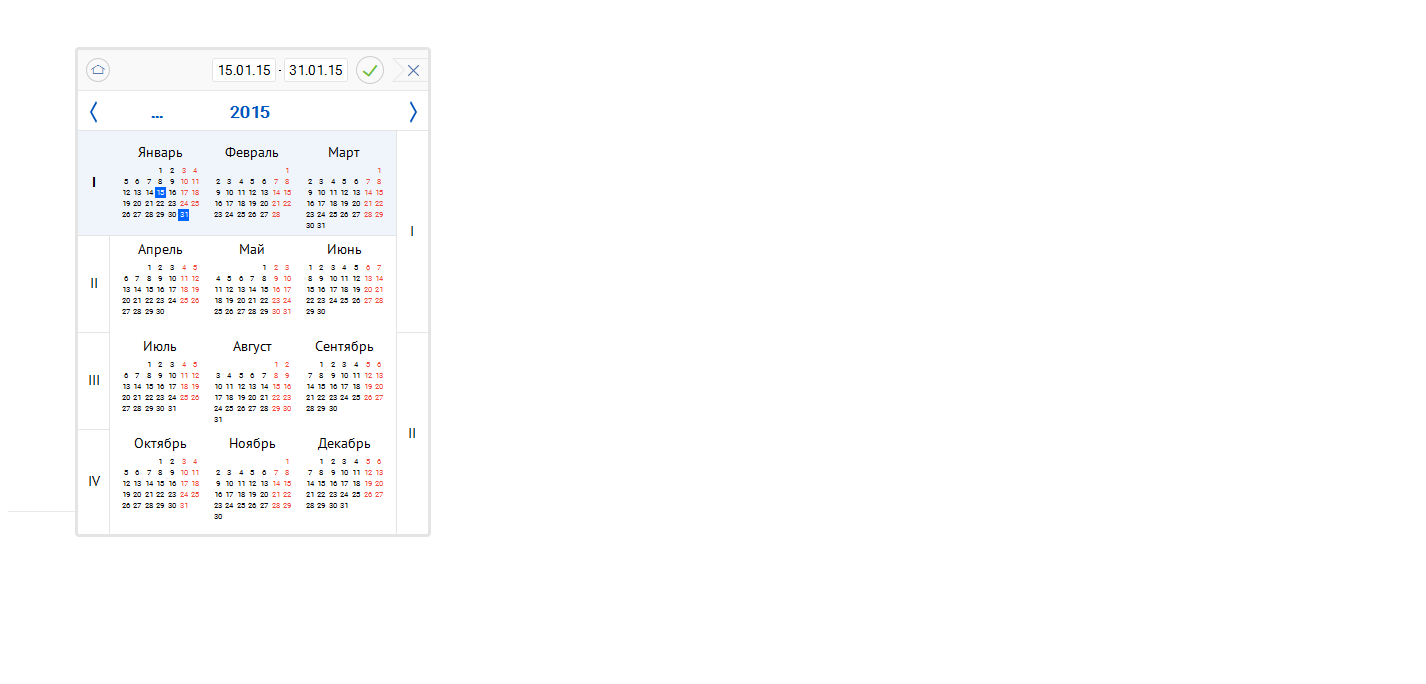 15.01.15 - 31.01.15
... 2015
I
Январь
1 2 3 4
5 6 7 8 9 10 11
12 13 14 15 16 17 18
19 20 21 22 23 24 25
26 27 28 29 30 31
Февраль
1
2 3 4 5 6 7 8
9 10 11 12 13 14 15
16 17 18 19 20 21 22
23 24 25 26 27 28
Март
1
2 3 4 5 6 7 8
9 10 11 12 13 14 15
16 17 18 19 20 21 22
23 24 25 26 27 28 29
30 31
I
II
Апрель
1 2 3 4 5
6 7 8 9 10 11 12
13 14 15 16 17 18 19
20 21 22 23 24 25 26
27 28 29 30
Май
1 2 3
4 5 6 7 8 9 10
11 12 13 14 15 16 17
18 19 20 21 22 23 24
25 26 27 28 29 30 31
Июнь
1 2 3 4 5 6 7
8 9 10 11 12 13 14
15 16 17 18 19 20 21
22 23 24 25 26 27 28
29 30
III
Июль
1 2 3 4 5
6 7 8 9 10 11 12
13 14 15 16 17 18 19
20 21 22 23 24 25 26
27 28 29 30 31
Август
1 2
3 4 5 6 7 8 9
10 11 12 13 14 15 16
17 18 19 20 21 22 23
24 25 26 27 28 29 30
31
Сентябрь
1 2 3 4 5 6
7 8 9 10 11 12 13
14 15 16 17 18 19 20
21 22 23 24 25 26 27
28 29 30
II
IV
Октябрь
1 2 3 4
5 6 7 8 9 10 11
12 13 14 15 16 17 18
19 20 21 22 23 24 25
26 27 28 29 30 31
Ноябрь
1
2 3 4 5 6 7 8
9 10 11 12 13 14 15
16 17 18 19 20 21 22
23 24 25 26 27 28 29
30
Декабрь
1 2 3 4 5 6
7 8 9 10 11 12 13
14 15 16 17 18 19 20
21 22 23 24 25 26 27
28 29 30 31